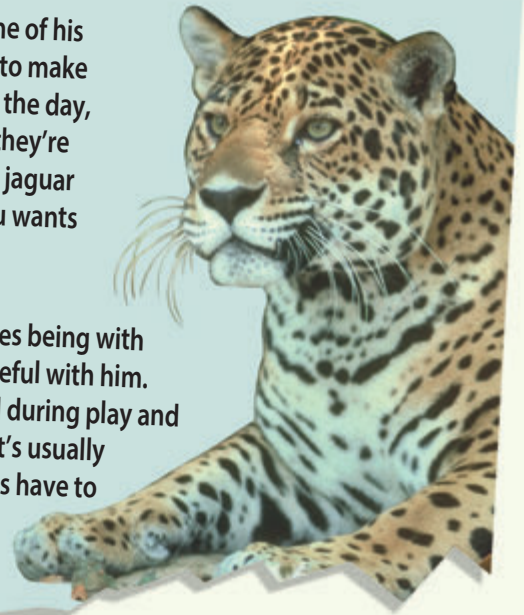 ne of his
to make
the day,
they're
jaguar
u wants
es being with
eful with him.
during play and
t's usually
s have to